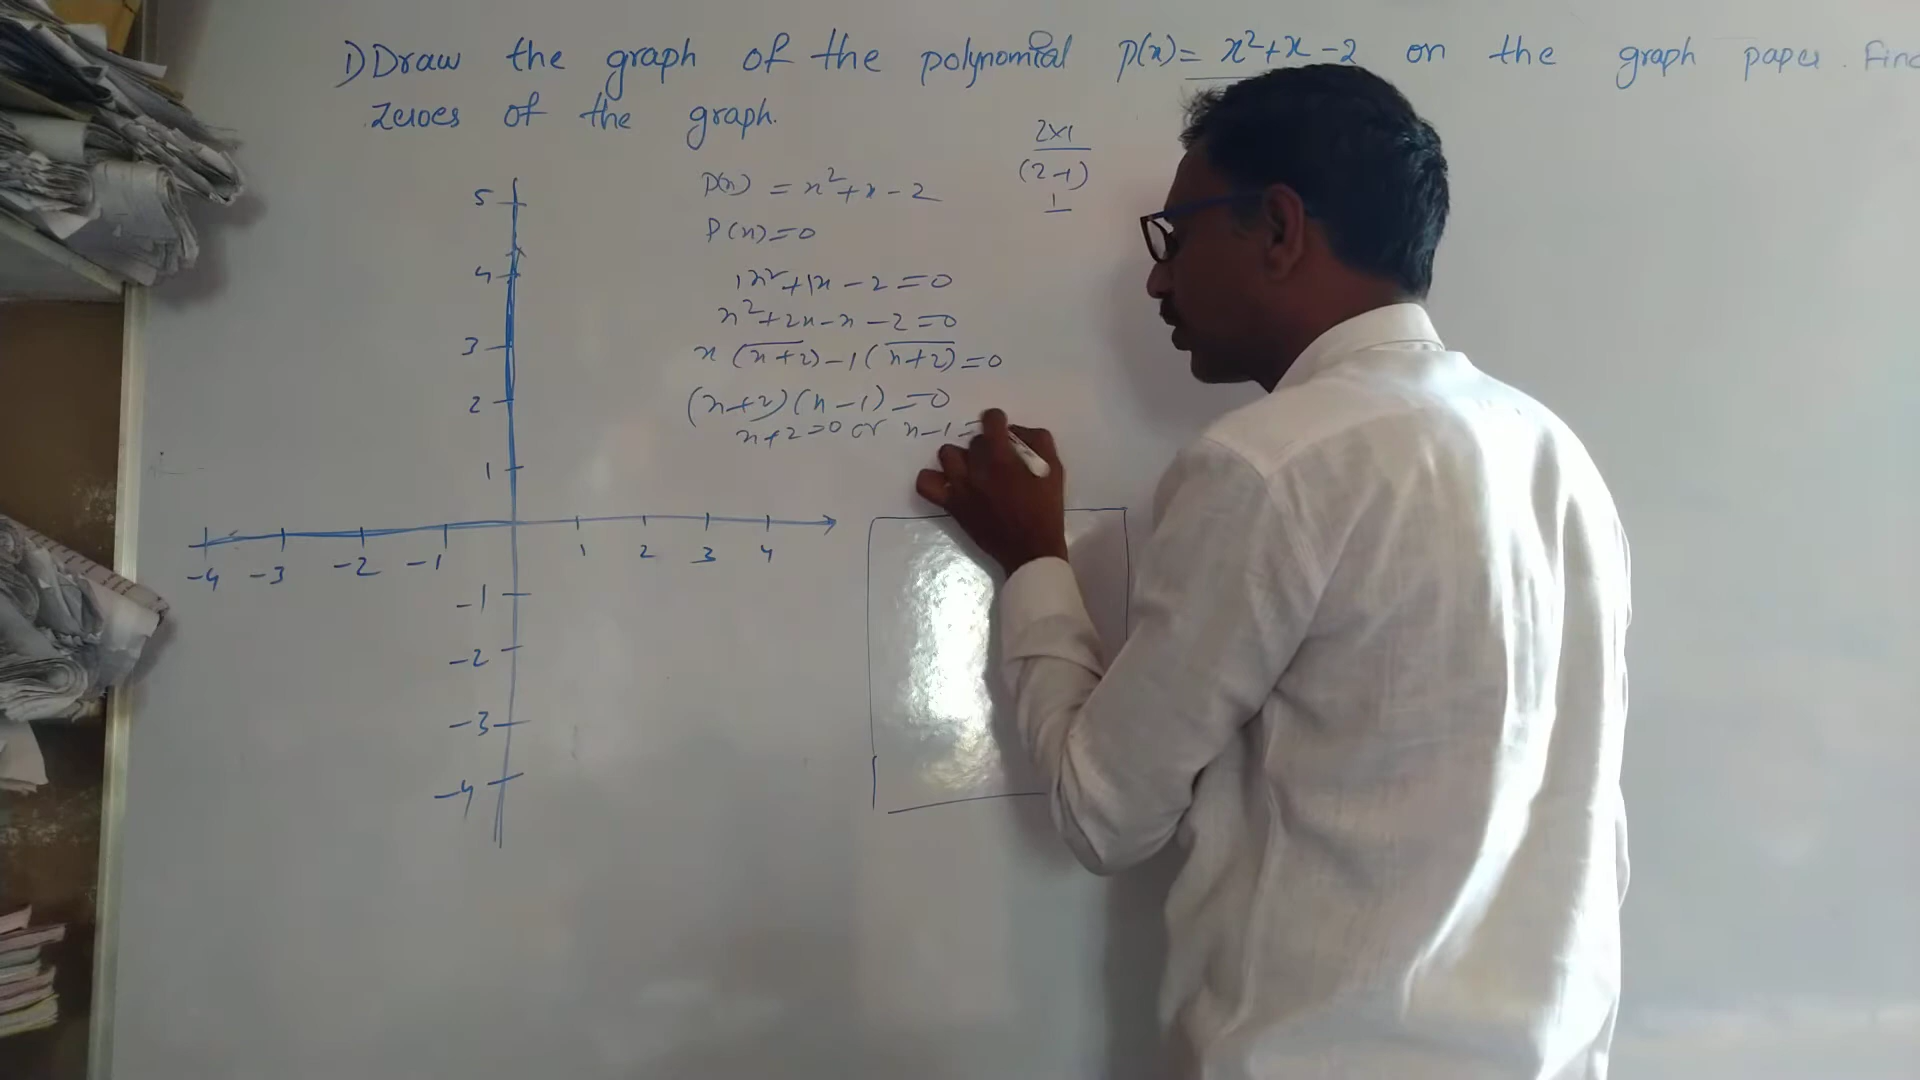 1) Draw the graph of the polynomial p(x) = x²+x-2 on the graph paper. Find
zeroes of the graph.
2×1
(2-1)
1
p(x) = x²+x-2
P(x)=0
1x²+1x-2=0
x²+2x-x-2=0
x(x+2)-1(x+2)=0
(x+2)(x-1)=0
x+2=0 or x-1=
5
4
3
2
1
-4 -3 -2 -1 1 2 3 4
-1
-2
-3
-4